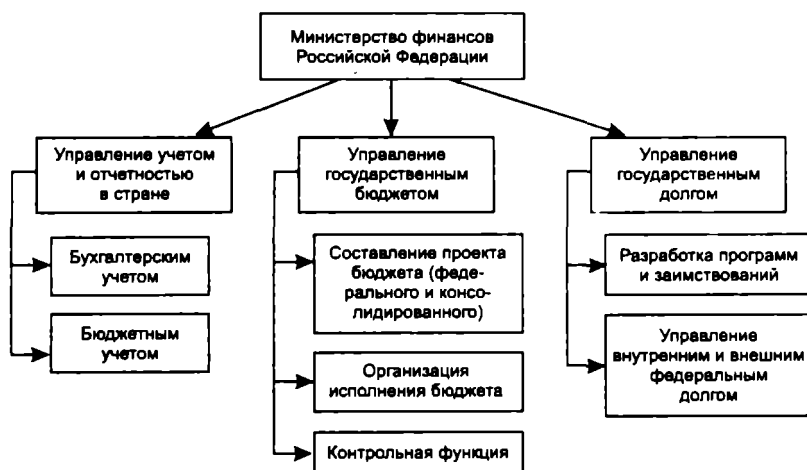 Министерство финансов
Российской Федерации
Управление учетом
и отчетностью
в стране
Бухгалтерским
учетом
Бюджетным
учетом
Управление
государственным
бюджетом
Составление проекта
бюджета (феде-
рального и консо-
лидированного)
Организация
исполнения бюджета
Контрольная функция
Управление
государственным
долгом
Разработка программ
и заимствований
Управление
внутренним и внешним
федеральным
долгом